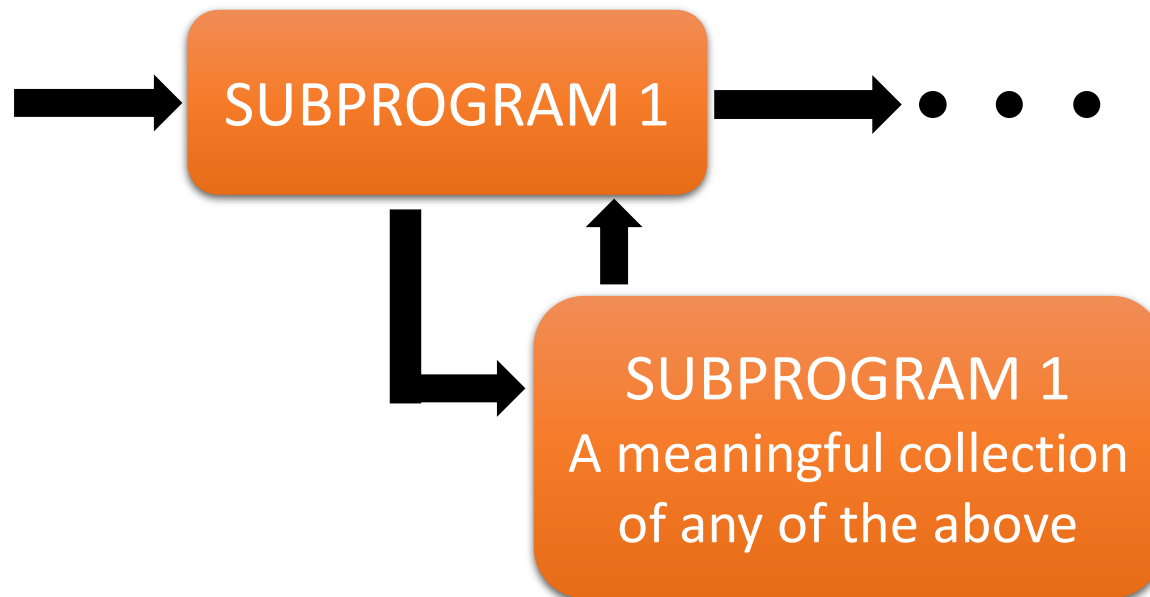 SUBPROGRAM 1
SUBPROGRAM 1
A meaningful collection
of any of the above